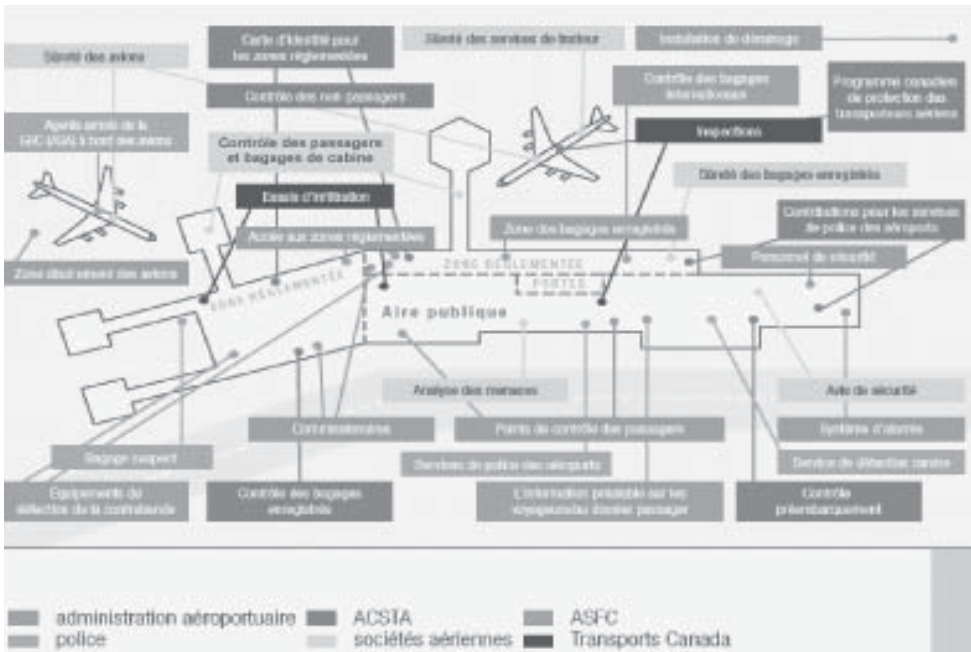 Sûreté des avions
Carte d'identité pour
les zones réglementées
Sûreté des services de traiteur
Installation de dégivrage
Contrôle des non-passagers
Contrôle des bagages
internationaux
Programme canadien
de protection des
transporteurs aériens
Agents armés de la
GRC (AGA) à bord des avions
Contrôle des passagers
et bagages de cabine
Inspections
Sûreté des bagages enregistrés
Essais d'infiltration
Accès aux zones réglementées
Zone des bagages enregistrés
Contributions pour les services
de police des aéroports
Zone des avions
Personnel de sécurité
ZONE RÉGLEMENTÉE
ZONE RÉGLEMENTÉE
PORTES
Aire publique
Analyse des menaces
Avis de sécurité
Commissionnaires
Points de contrôle des passagers
Système d'alarme
Bagage suspect
Services de police des aéroports
Service de détection canine
Équipements de
détection de la contrebande
Contrôle des bagages
enregistrés
L'information préalable sur les
passager
Contrôle
préembarquement
administration aéroportuaire
ACSTA
ASFC
police
sociétés aériennes
Transports Canada